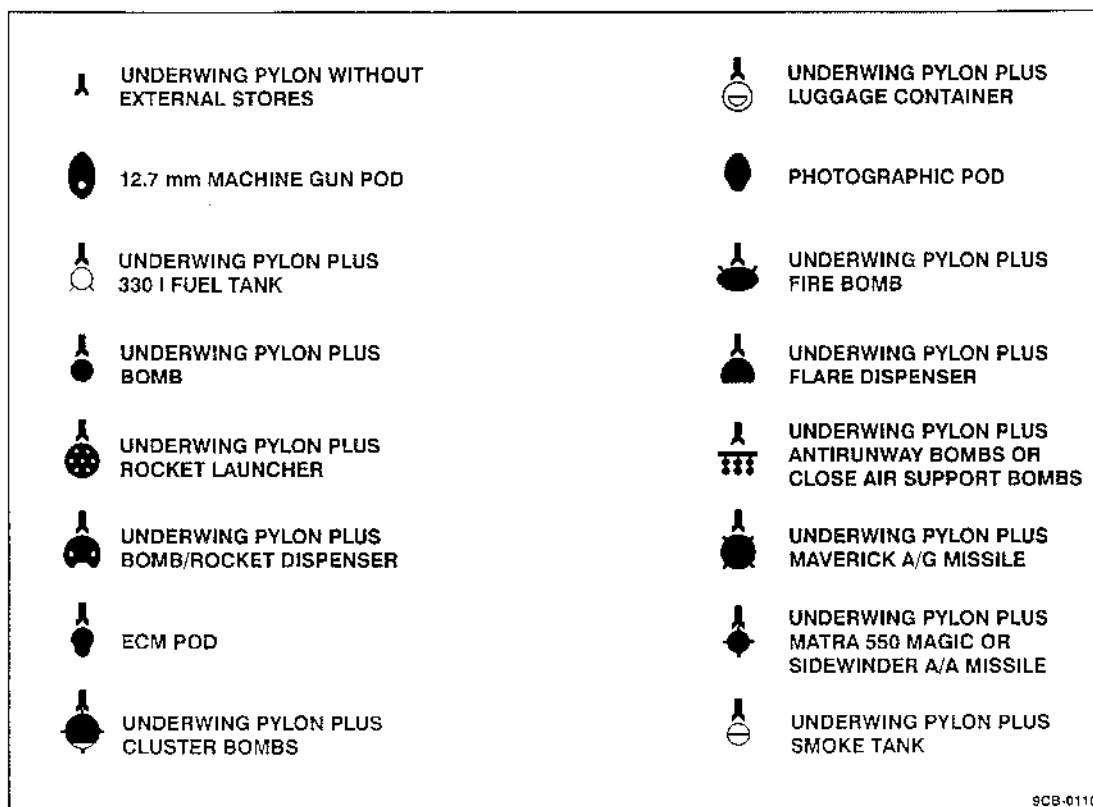 UNDERWING PYLON WITHOUT
EXTERNAL STORES
12.7 mm MACHINE GUN POD
UNDERWING PYLON PLUS
330 l FUEL TANK
UNDERWING PYLON PLUS
BOMB
UNDERWING PYLON PLUS
ROCKET LAUNCHER
UNDERWING PYLON PLUS
BOMB/ROCKET DISPENSER
ECM POD
UNDERWING PYLON PLUS
CLUSTER BOMBS
UNDERWING PYLON PLUS
LUGGAGE CONTAINER
PHOTOGRAPHIC POD
UNDERWING PYLON PLUS
FIRE BOMB
UNDERWING PYLON PLUS
FLARE DISPENSER
UNDERWING PYLON PLUS
ANTIRUNWAY BOMBS OR
CLOSE AIR SUPPORT BOMBS
UNDERWING PYLON PLUS
MAVERICK A/G MISSILE
UNDERWING PYLON PLUS
MATRA 550 MAGIC OR
SIDEWINDER A/A MISSILE
UNDERWING PYLON PLUS
SMOKE TANK
9CB-0110